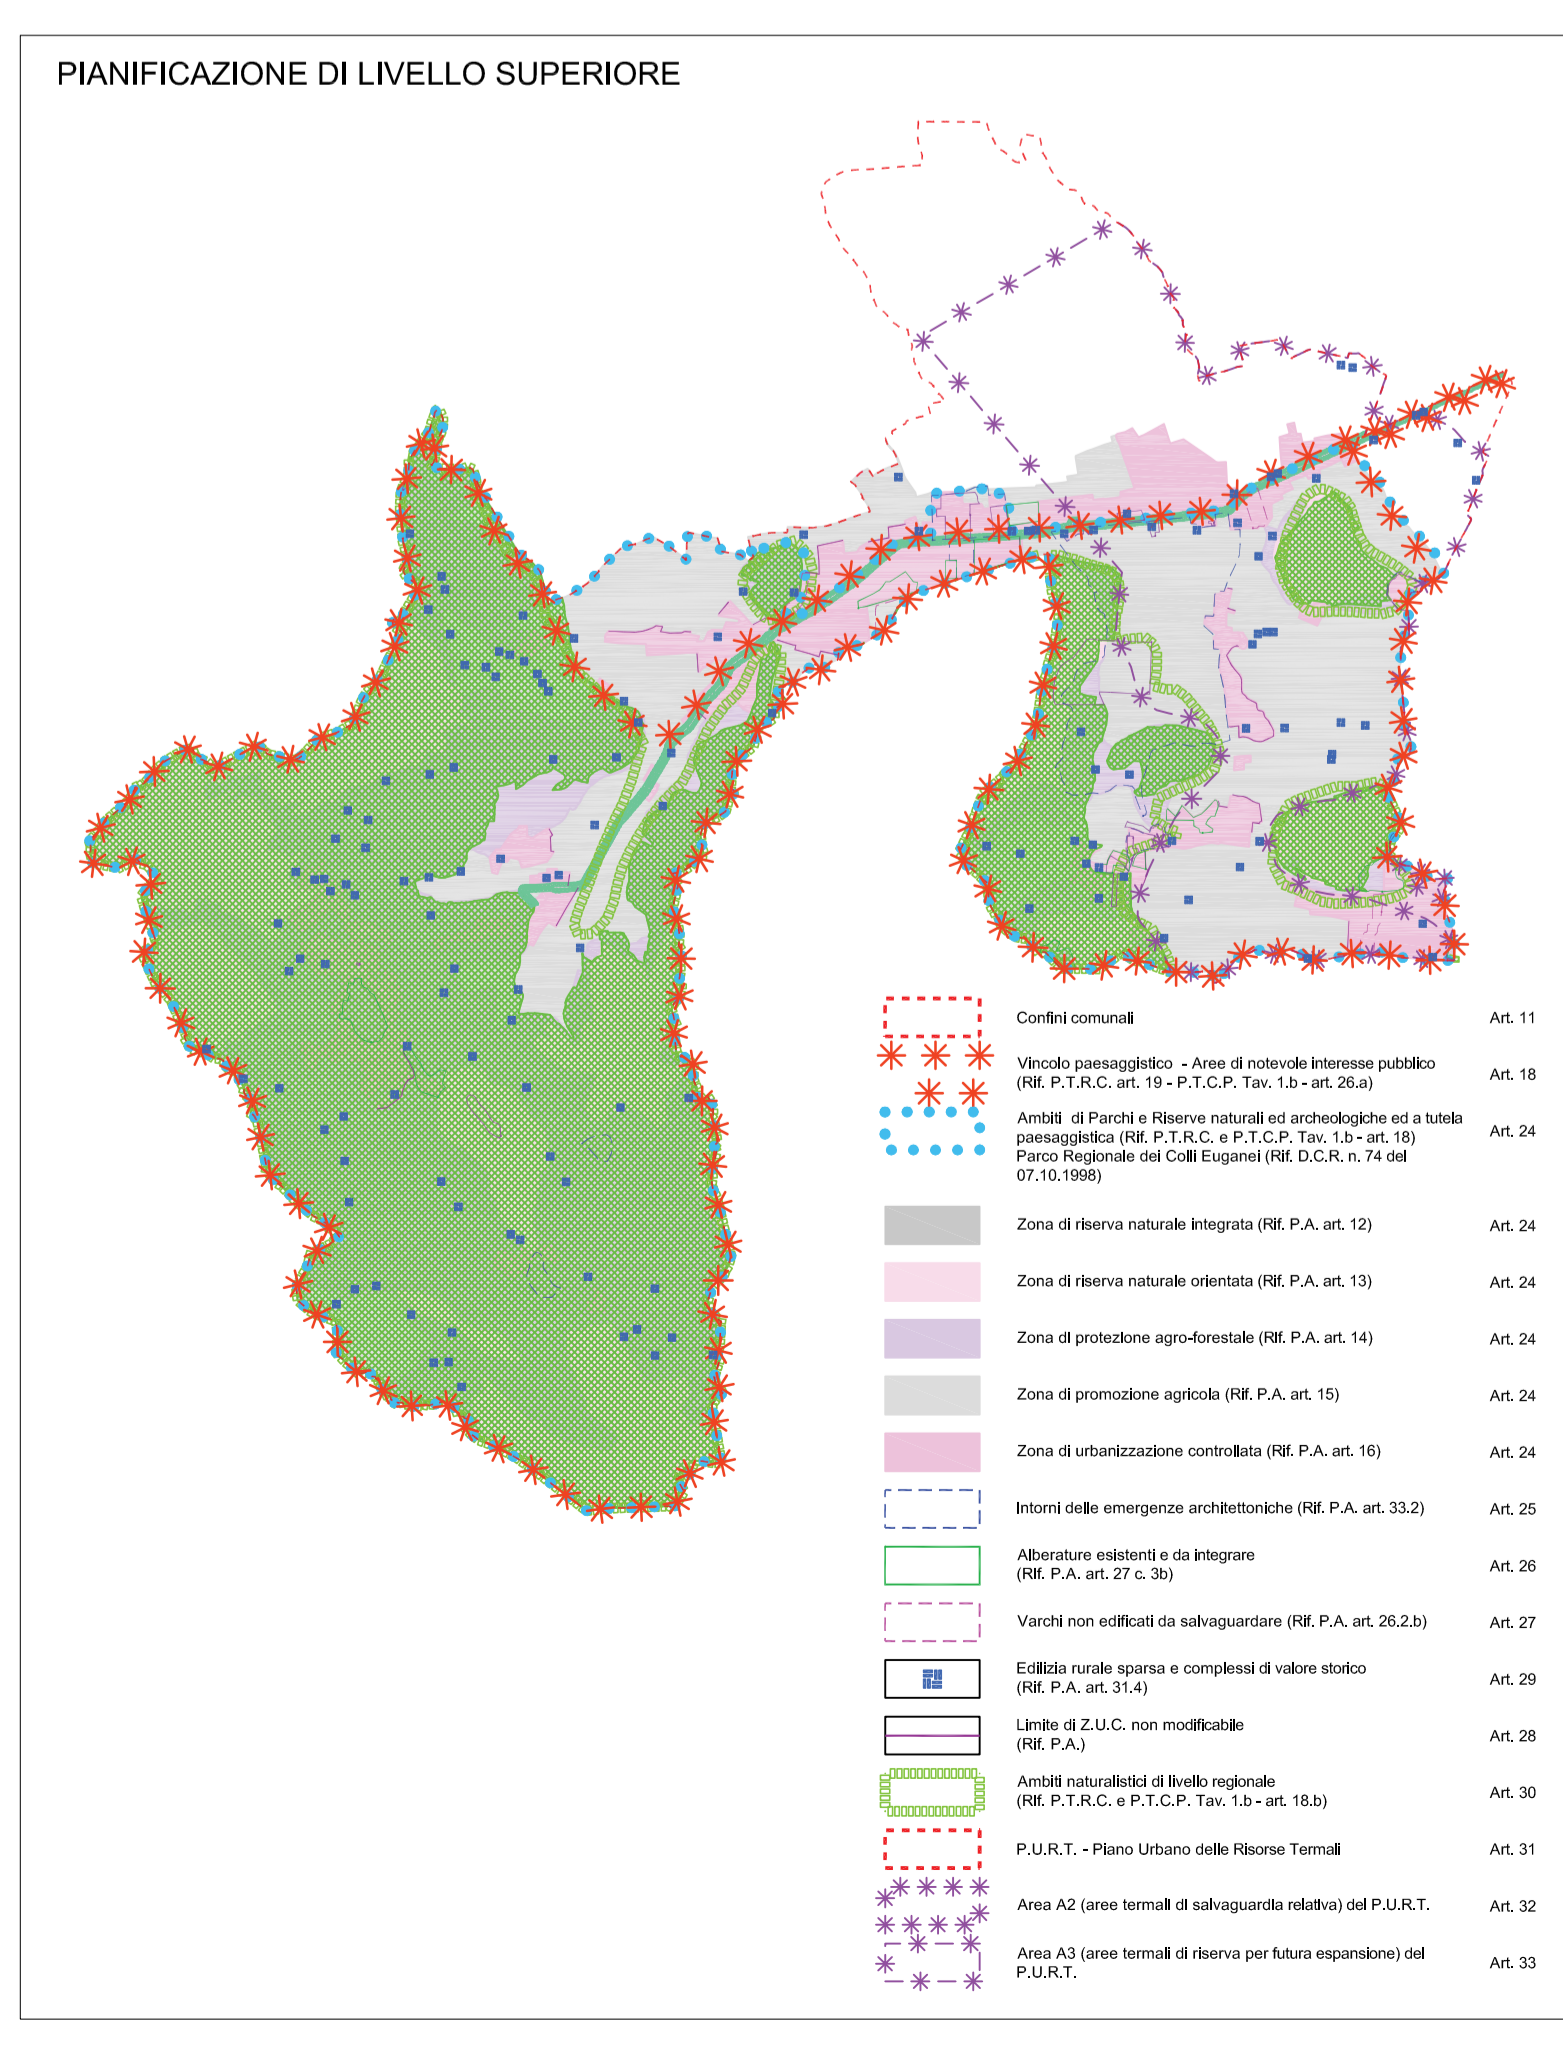 PIANIFICAZIONE DI LIVELLO SUPERIORE
Confini comunali Art. 11
Vincolo paesaggistico - Aree di notevole interesse pubblico
(Rif. P.T.R.C. art. 19 - P.T.C.P. Tav. 1.b - art. 26.a) Art. 18
Ambiti di Parchi e Riserve naturali ed archeologiche ed a tutela
paesaggistica (Rif. P.T.R.C. e P.T.C.P. Tav. 1.b - art. 18) Art. 24
Parco Regionale dei Colli Euganei (Rif. D.C.R. n. 74 del
07.10.1998)
Zona di riserva naturale integrata (Rif. P.A. art. 12) Art. 24
Zona di riserva naturale orientata (Rif. P.A. art. 13) Art. 24
Zona di protezione agro-forestale (Rif. P.A. art. 14) Art. 24
Zona di promozione agricola (Rif. P.A. art. 15) Art. 24
Zona di urbanizzazione controllata (Rif. P.A. art. 16) Art. 24
Intorni delle emergenze architettoniche (Rif. P.A. art. 33.2) Art. 25
Alberature esistenti e da integrare
(Rif. P.A. art. 27 c. 3b) Art. 26
Varchi non edificati da salvaguardare (Rif. P.A. art. 26.2.b) Art. 27
Edilizia rurale sparsa e complessi di valore storico
(Rif. P.A. art. 31.4) Art. 29
Limite di Z.U.C. non modificabile
(Rif. P.A.) Art. 28
Ambiti naturalistici di livello regionale
(Rif. P.T.R.C. e P.T.C.P. Tav. 1.b - art. 18.b) Art. 30
P.U.R.T. - Piano Urbano delle Risorse Termali Art. 31
Area A2 (aree termali di salvaguardia relativa) del P.U.R.T. Art. 32
Area A3 (aree termali di riserva per futura espansione) del
P.U.R.T. Art. 33